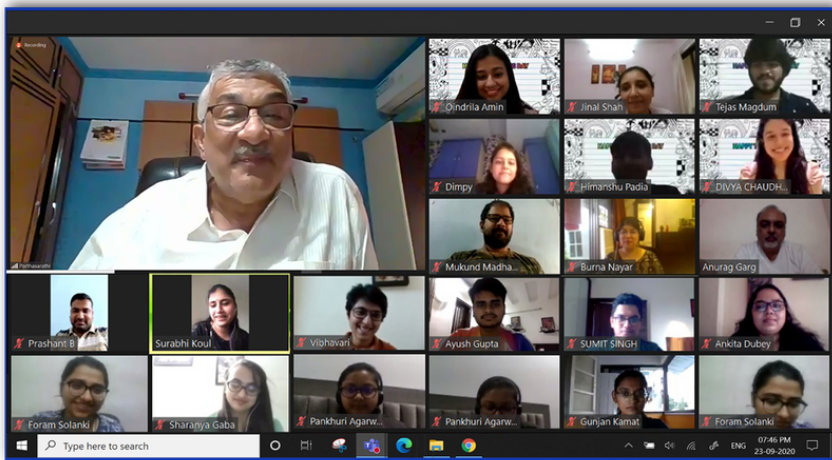 Recording
Parthasarathi
Oindrila Amin
Jinal Shah
Tejas Magdum
Dimpy
Himanshu Padia
DIVYA CHAUDH...
Mukund Madha...
Burna Nayar
Anurag Garg
Prashant B
Surabhi Koul
Vibhavari
Ayush Gupta
SUMIT SINGH
Ankita Dubey
Foram Solanki
Sharanya Gaba
Pankhuri Agarw...
Pankhuri Agarw...
Gunjan Kamat
Foram Solanki
Type here to search
ENG
07:46 PM
23-09-2020